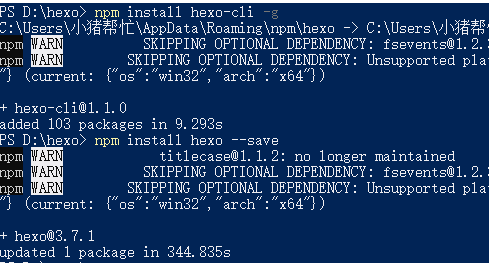 PS D:\hexo> npm install hexo-cli -g
C:\Users\小猪帮忙\AppData\Roaming\npm\hexo -> C:\Users\小猪帮
npm WARN SKIPPING OPTIONAL DEPENDENCY: fsevents@1.2.3
npm WARN SKIPPING OPTIONAL DEPENDENCY: Unsupported pla
"} (current: {"os":"win32","arch":"x64"})
+ hexo-cli@1.1.0
added 103 packages in 9.293s
PS D:\hexo> npm install hexo --save
npm WARN titlecase@1.1.2: no longer maintained
npm WARN SKIPPING OPTIONAL DEPENDENCY: fsevents@1.2
npm WARN SKIPPING OPTIONAL DEPENDENCY: Unsupported pla
"} (current: {"os":"win32","arch":"x64"})
+ hexo@3.7.1
updated 1 package in 344.835s